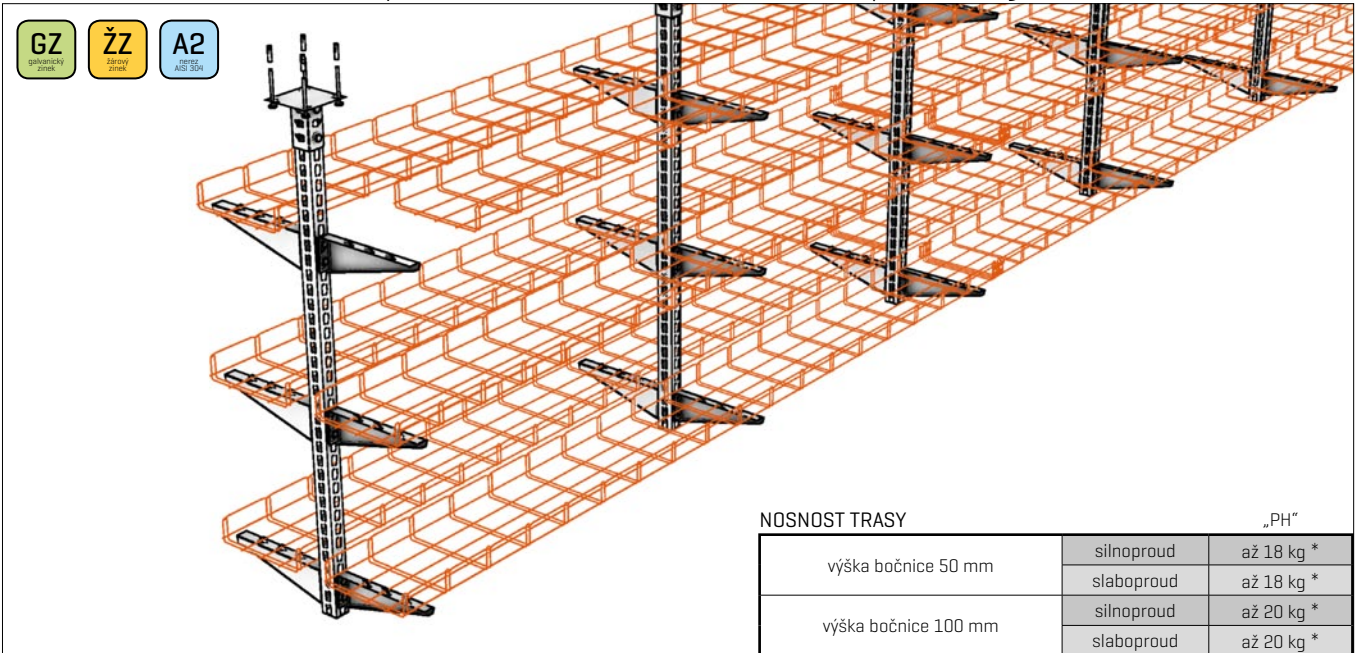 GZ
galvanický
zinek
ŽZ
žárový
zinek
A2
nerez
AISI 304
NOSNOST TRASY „PH“
výška bočnice 50 mm
silnoproud až 18 kg *
slaboproud až 18 kg *
výška bočnice 100 mm
silnoproud až 20 kg *
slaboproud až 20 kg *